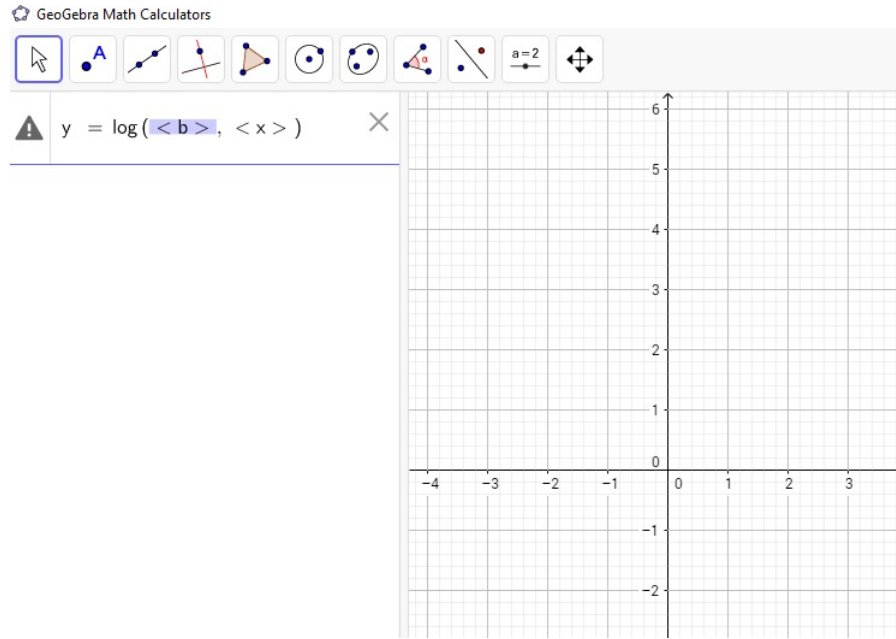 GeoGebra Math Calculators
A
α
a=2
y = log( <b>, <x> )
6
5
4
3
2
1
0
−4 −3 −2 −1 0 1 2 3
−1
−2